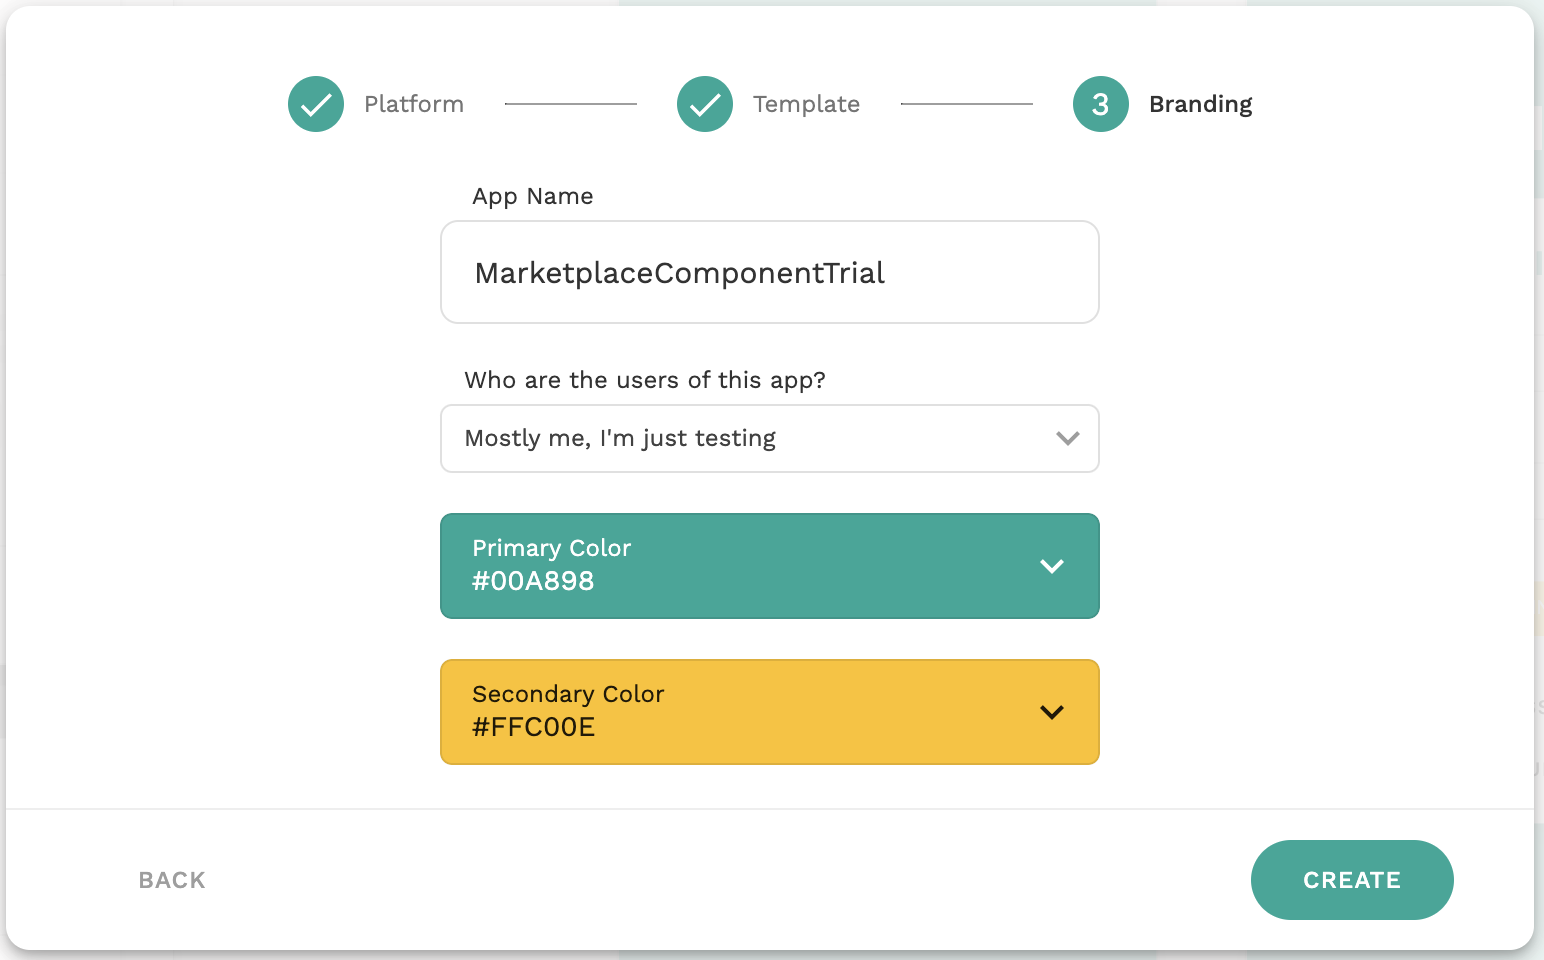 Platform
Template
3 Branding
App Name
MarketplaceComponentTrial
Who are the users of this app?
Mostly me, I'm just testing
Primary Color
#00A898
Secondary Color
#FFC00E
BACK
CREATE